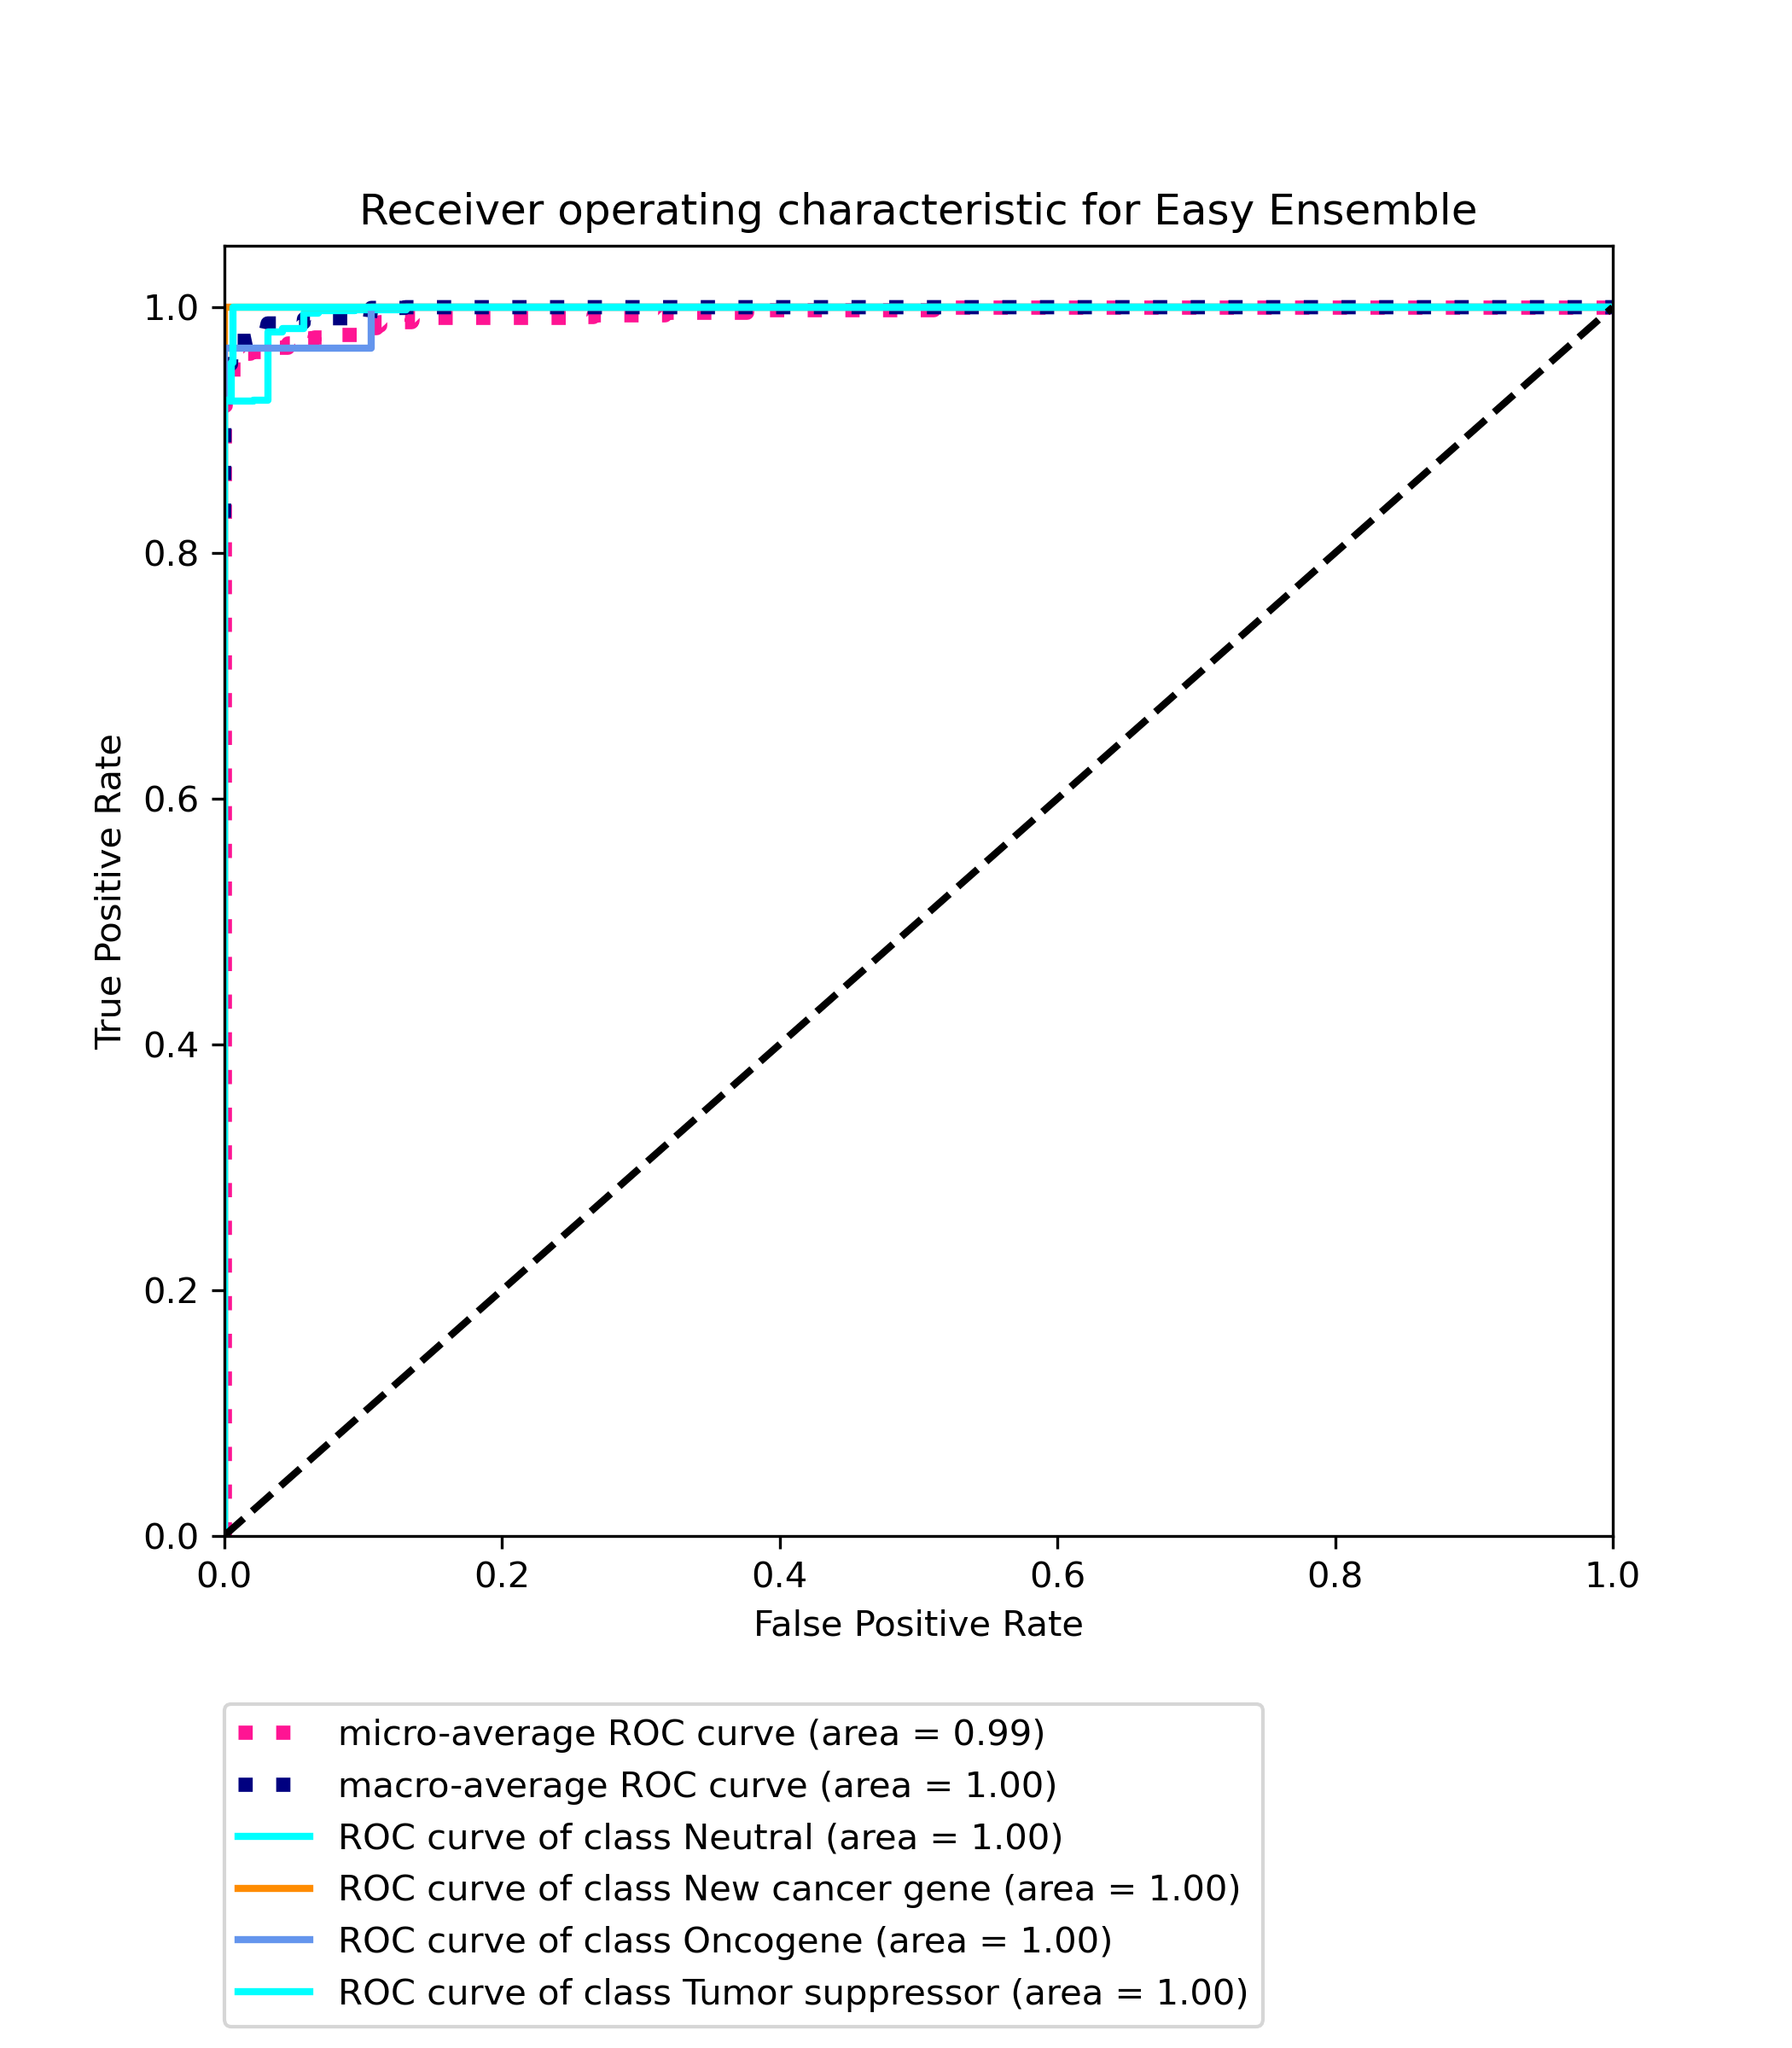 Receiver operating characteristic for Easy Ensemble
1.0
0.8
0.6
0.4
0.2
0.0
True Positive Rate
0.0 0.2 0.4 0.6 0.8 1.0
False Positive Rate
micro-average ROC curve (area = 0.99)
macro-average ROC curve (area = 1.00)
ROC curve of class Neutral (area = 1.00)
ROC curve of class New cancer gene (area = 1.00)
ROC curve of class Oncogene (area = 1.00)
ROC curve of class Tumor suppressor (area = 1.00)